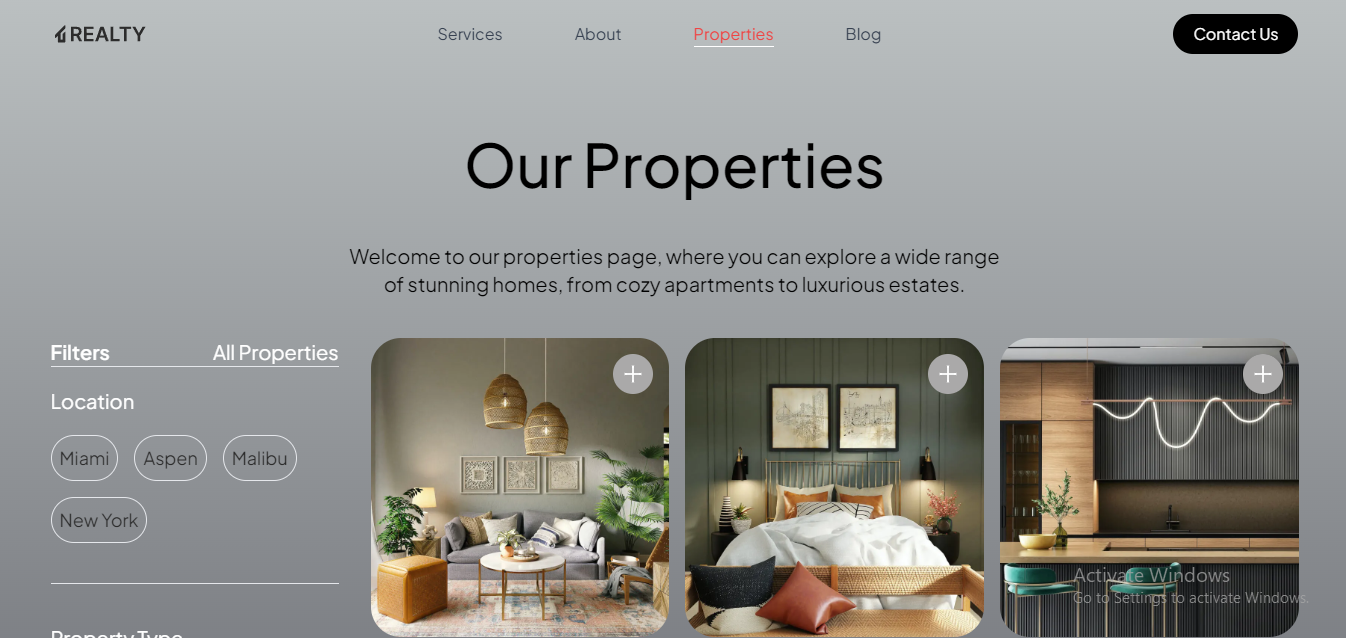 REALTY
Services
About
Properties
Blog
Contact Us
Our Properties
Welcome to our properties page, where you can explore a wide range
of stunning homes, from cozy apartments to luxurious estates.
Filters
All Properties
Location
Miami
Aspen
Malibu
New York
Property Type
Activate Windows
Go to Settings to activate Windows.